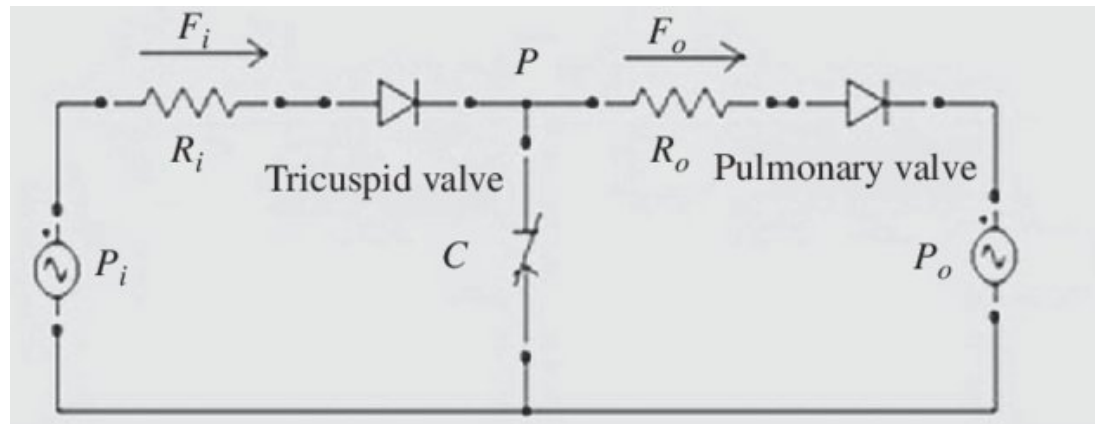 F_i
F_o
P
R_i
R_o
Tricuspid valve
Pulmonary valve
P_i
C
P_o